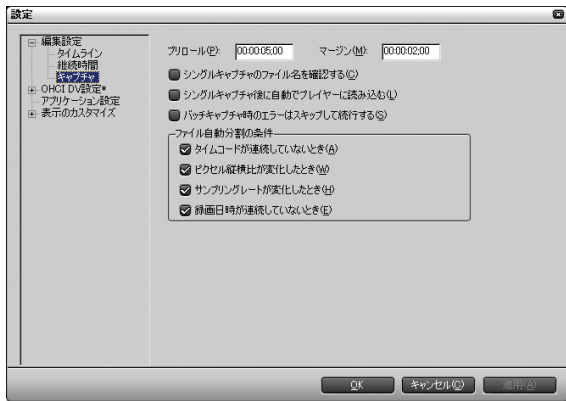 設定
編集設定
タイムライン
継続時間
キャプチャ
OHCI DV設定*
アプリケーション設定
表示のカスタマイズ
プリロール(P): 00:00:05;00 マージン(M): 00:00:02;00
シングルキャプチャのファイル名を確認する(C)
シングルキャプチャ後に自動でプレイヤーに読み込む(L)
バッチキャプチャ時のエラーはスキップして続行する(S)
ファイル自動分割の条件
タイムコードが連続していないとき(A)
ピクセル縦横比が変化したとき(W)
サンプリングレートが変化したとき(H)
録画日時が連続していないとき(E)
OK キャンセル(C) 適用(A)